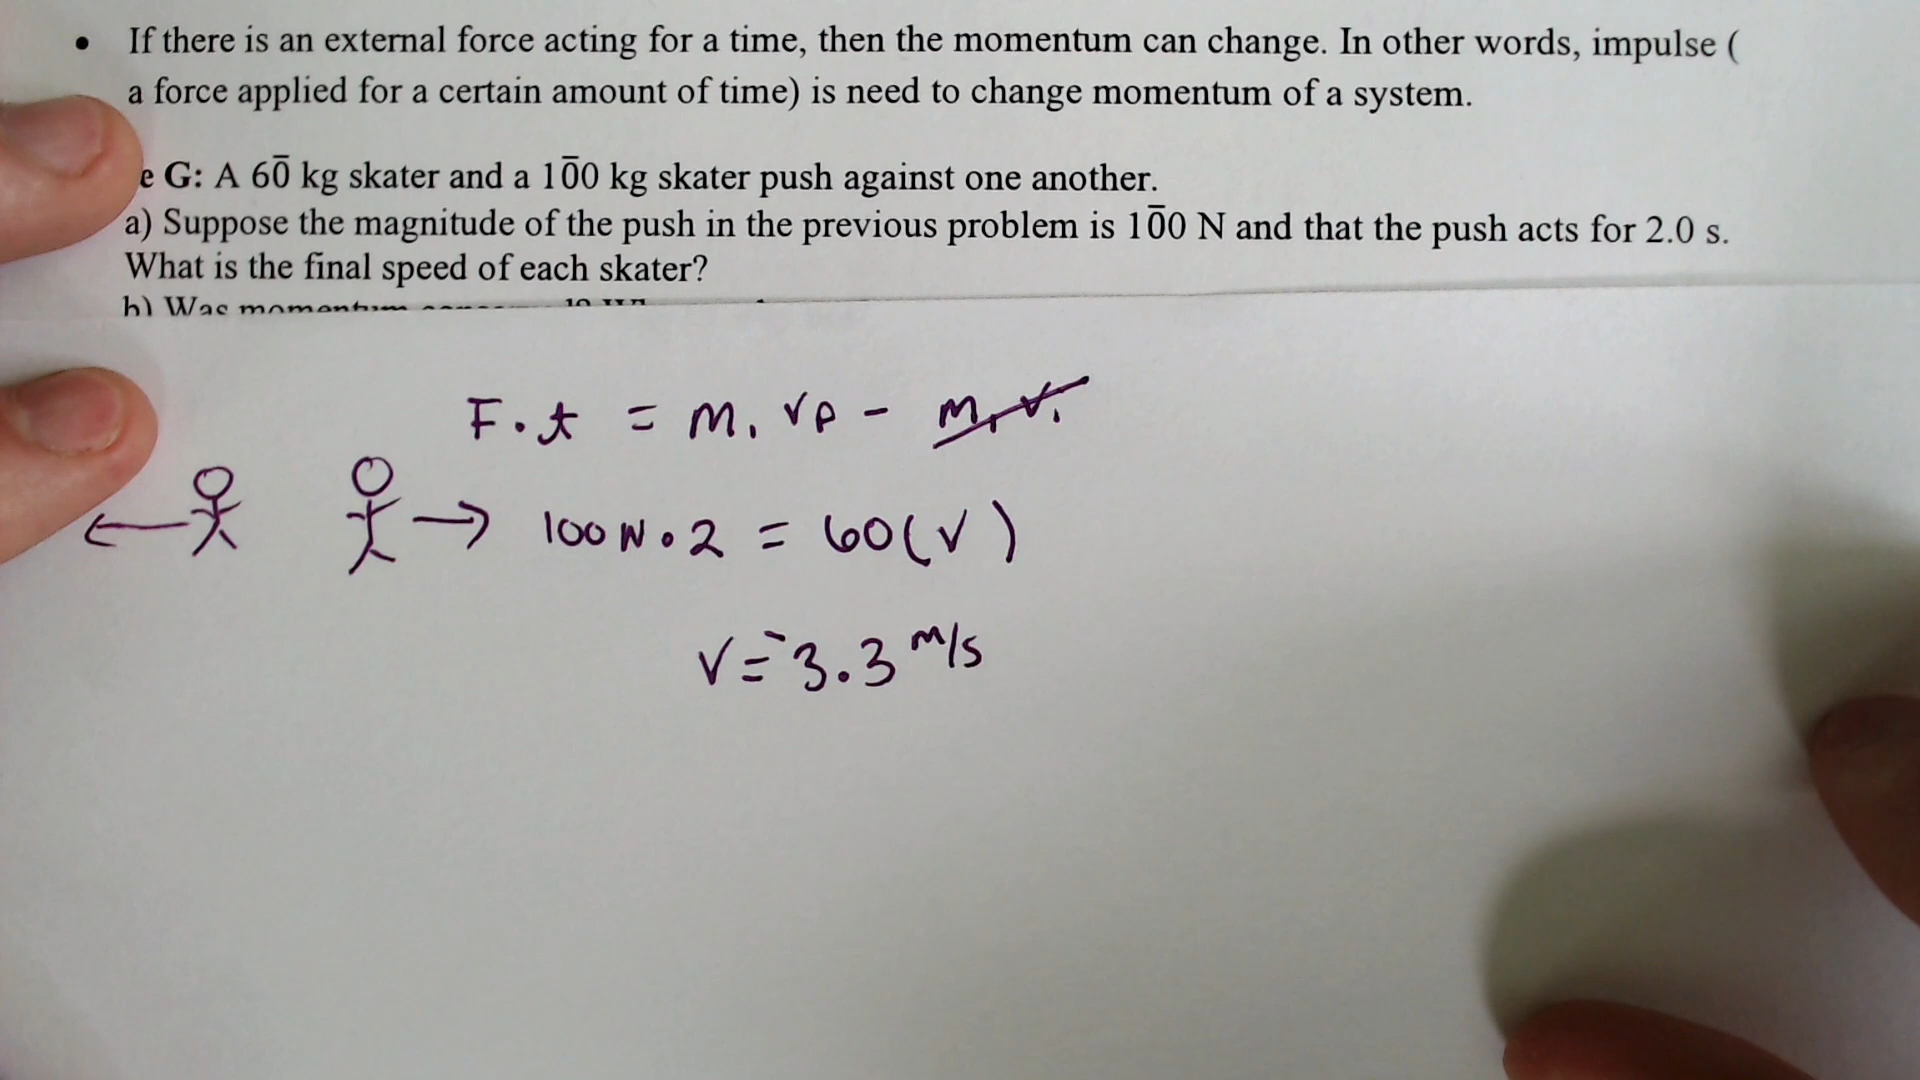 • If there is an external force acting for a time, then the momentum can change. In other words, impulse (
a force applied for a certain amount of time) is need to change momentum of a system.
e G: A 60̅ kg skater and a 10̅0 kg skater push against one another.
a) Suppose the magnitude of the push in the previous problem is 10̅0 N and that the push acts for 2.0 s.
What is the final speed of each skater?
b) Was momentum
F · t = m₁ vf - m₁v₁
100 N · 2 = 60(v)
v = -3.3 m/s